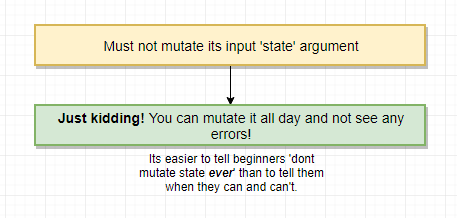 Must not mutate its input 'state' argument
Just kidding! You can mutate it all day and not see any
errors!
Its easier to tell beginners 'dont
mutate state ever' than to tell them
when they can and can't.